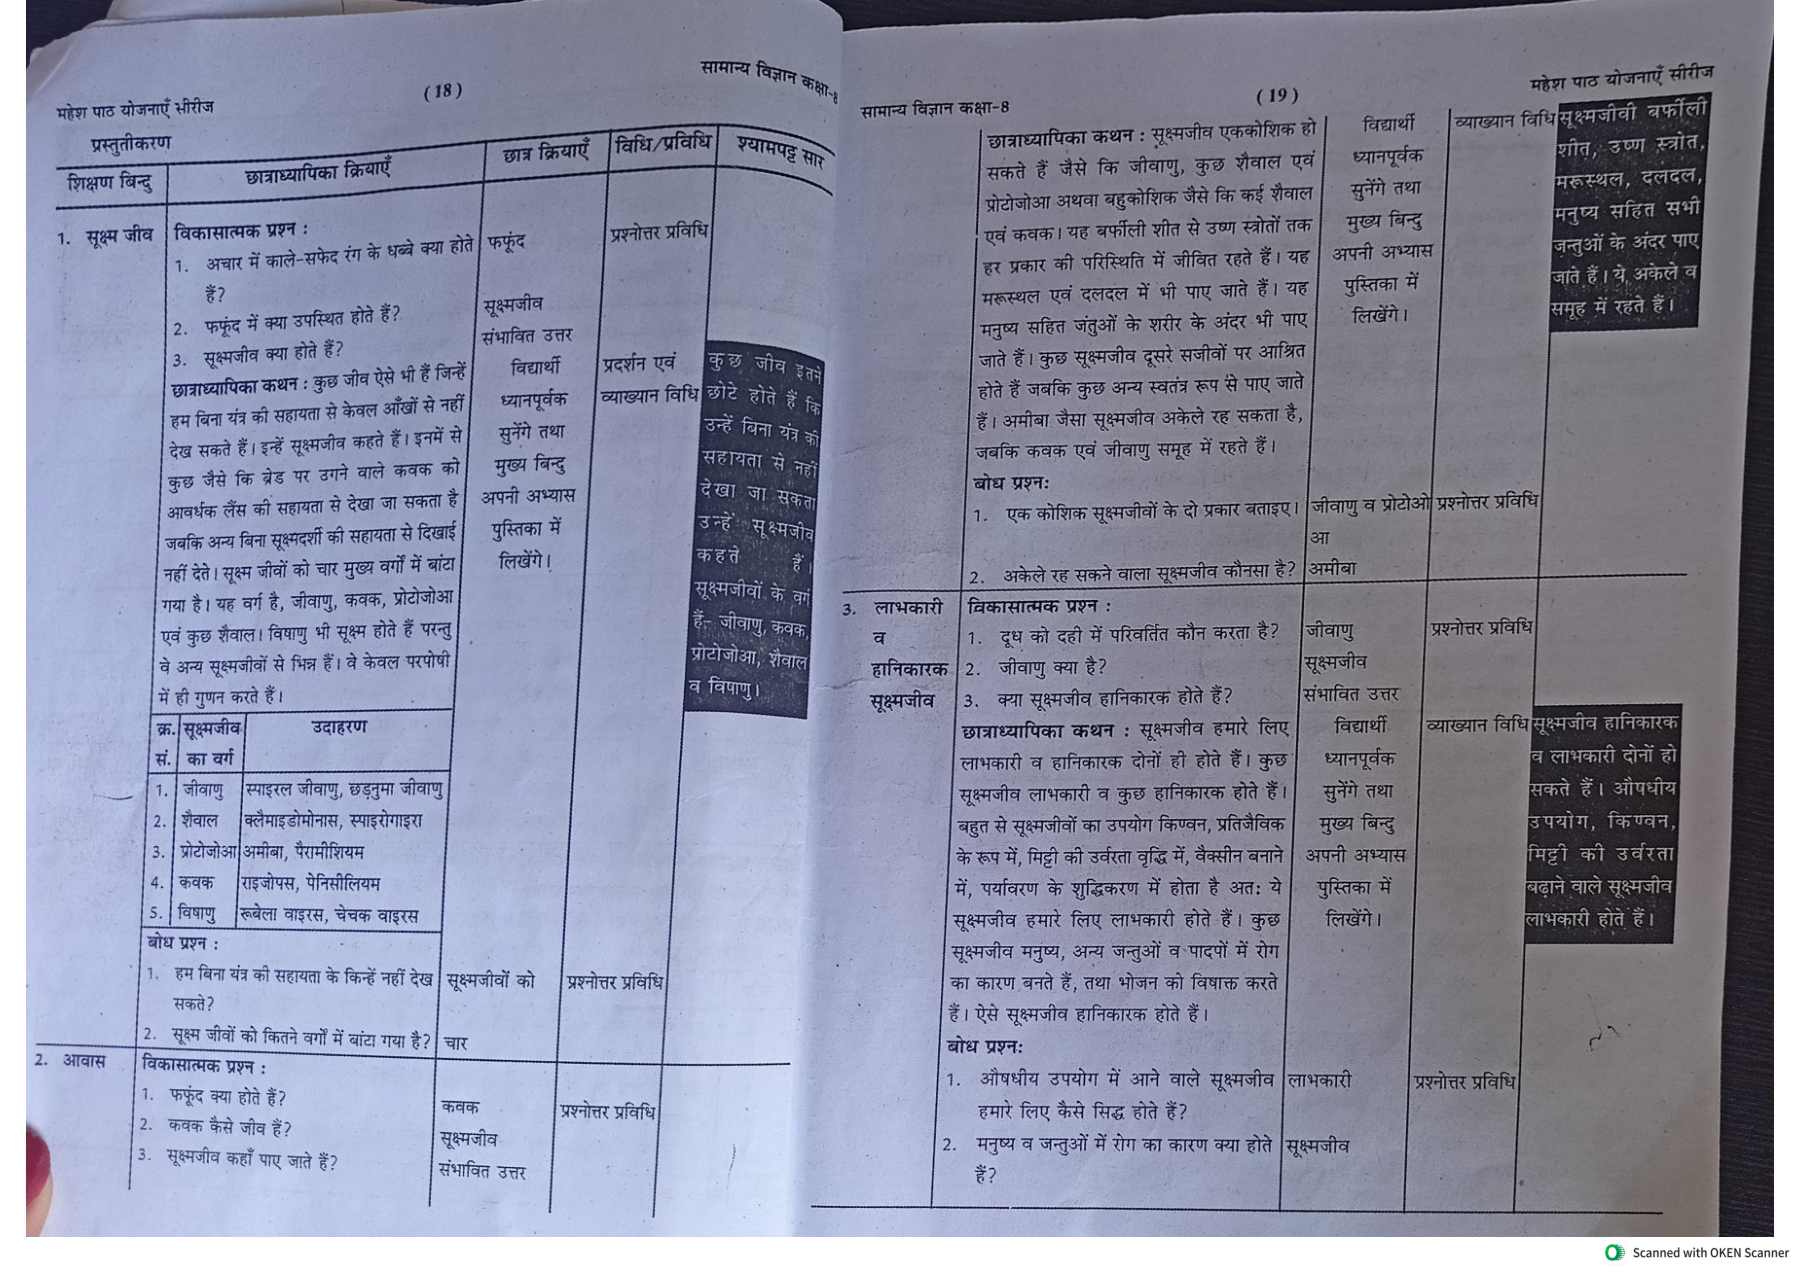 महेश पाठ योजनाएँ सीरीज
(18)
सामान्य विज्ञान कक्षा-8
प्रस्तुतीकरण
शिक्षण बिन्दु
छात्राध्यापिका क्रियाएँ
छात्र क्रियाएँ
विधि/प्रविधि
श्यामपट्ट सार
1. सूक्ष्म जीव
विकासात्मक प्रश्न :
1. अचार में काले-सफेद रंग के धब्बे क्या होते
हैं?
2. फफूंद में क्या उपस्थित होते हैं?
3. सूक्ष्मजीव क्या होते हैं?
छात्राध्यापिका कथन : कुछ जीव ऐसे भी हैं जिन्हें
हम बिना यंत्र की सहायता से केवल आँखों से नहीं
देख सकते हैं। इन्हें सूक्ष्मजीव कहते हैं। इनमें से
कुछ जैसे कि ब्रेड पर उगने वाले कवक को
आवर्धक लैंस की सहायता से देखा जा सकता है
जबकि अन्य बिना सूक्ष्मदर्शी की सहायता से दिखाई
नहीं देते। सूक्ष्म जीवों को चार मुख्य वर्गों में बांटा
गया है। यह वर्ग है, जीवाणु, कवक, प्रोटोजोआ
एवं कुछ शैवाल। विषाणु भी सूक्ष्म होते हैं परन्तु
वे अन्य सूक्ष्मजीवों से भिन्न हैं। वे केवल परपोषी
में ही गुणन करते हैं।
फफूंद
सूक्ष्मजीव
संभावित उत्तर
विद्यार्थी
ध्यानपूर्वक
सुनेंगे तथा
मुख्य बिन्दु
अपनी अभ्यास
पुस्तिका में
लिखेंगे।
प्रश्नोत्तर प्रविधि
प्रदर्शन एवं
व्याख्यान विधि
कुछ जीव इतने
छोटे होते हैं कि
उन्हें बिना यंत्र की
सहायता से नहीं
देखा जा सकता
उन्हें सूक्ष्मजीव
कहते हैं।
सूक्ष्मजीवों के वर्ग
हैं- जीवाणु, कवक,
प्रोटोजोआ, शैवाल
व विषाणु।
क्र. सूक्ष्मजीव उदाहरण
सं. का वर्ग
1. जीवाणु स्पाइरल जीवाणु, छड़नुमा जीवाणु
2. शैवाल क्लैमाइडोमोनास, स्पाइरोगाइरा
3. प्रोटोजोआ अमीबा, पैरामीशियम
4. कवक राइजोपस, पेनिसीलियम
5. विषाणु रूबेला वाइरस, चेचक वाइरस
बोध प्रश्न :
1. हम बिना यंत्र की सहायता के किन्हें नहीं देख
सकते?
सूक्ष्मजीवों को
प्रश्नोत्तर प्रविधि
2. सूक्ष्म जीवों को कितने वर्गों में बांटा गया है?
चार
2. आवास
विकासात्मक प्रश्न :
1. फफूंद क्या होते हैं?
2. कवक कैसे जीव हैं?
3. सूक्ष्मजीव कहाँ पाए जाते हैं?
कवक
सूक्ष्मजीव
संभावित उत्तर
प्रश्नोत्तर प्रविधि
सामान्य विज्ञान कक्षा-8
(19)
महेश पाठ योजनाएँ सीरीज
छात्राध्यापिका कथन : सूक्ष्मजीव एककोशिक हो
सकते हैं जैसे कि जीवाणु, कुछ शैवाल एवं
प्रोटोजोआ अथवा बहुकोशिक जैसे कि कई शैवाल
एवं कवक। यह बर्फीली शीत से उष्ण स्त्रोतों तक
हर प्रकार की परिस्थिति में जीवित रहते हैं। यह
मरूस्थल एवं दलदल में भी पाए जाते हैं। यह
मनुष्य सहित जंतुओं के शरीर के अंदर भी पाए
जाते हैं। कुछ सूक्ष्मजीव दूसरे सजीवों पर आश्रित
होते हैं जबकि कुछ अन्य स्वतंत्र रूप से पाए जाते
हैं। अमीबा जैसा सूक्ष्मजीव अकेले रह सकता है,
जबकि कवक एवं जीवाणु समूह में रहते हैं।
विद्यार्थी
ध्यानपूर्वक
सुनेंगे तथा
मुख्य बिन्दु
अपनी अभ्यास
पुस्तिका में
लिखेंगे।
व्याख्यान विधि
सूक्ष्मजीवी बर्फीली
शीत, उष्ण स्त्रोत,
मरूस्थल, दलदल,
मनुष्य सहित सभी
जन्तुओं के अंदर पाए
जाते हैं। ये अकेले व
समूह में रहते हैं।
बोध प्रश्न:
1. एक कोशिक सूक्ष्मजीवों के दो प्रकार बताइए।
जीवाणु व प्रोटोओ
आ
प्रश्नोत्तर प्रविधि
2. अकेले रह सकने वाला सूक्ष्मजीव कौनसा है?
अमीबा
3. लाभकारी
व
हानिकारक
सूक्ष्मजीव
विकासात्मक प्रश्न :
1. दूध को दही में परिवर्तित कौन करता है?
2. जीवाणु क्या है?
3. क्या सूक्ष्मजीव हानिकारक होते हैं?
जीवाणु
सूक्ष्मजीव
संभावित उत्तर
प्रश्नोत्तर प्रविधि
छात्राध्यापिका कथन : सूक्ष्मजीव हमारे लिए
लाभकारी व हानिकारक दोनों ही होते हैं। कुछ
सूक्ष्मजीव लाभकारी व कुछ हानिकारक होते हैं।
बहुत से सूक्ष्मजीवों का उपयोग किण्वन, प्रतिजैविक
के रूप में, मिट्टी की उर्वरता वृद्धि में, वैक्सीन बनाने
में, पर्यावरण के शुद्धिकरण में होता है अत: ये
सूक्ष्मजीव हमारे लिए लाभकारी होते हैं। कुछ
सूक्ष्मजीव मनुष्य, अन्य जन्तुओं व पादपों में रोग
का कारण बनते हैं, तथा भोजन को विषाक्त करते
हैं। ऐसे सूक्ष्मजीव हानिकारक होते हैं।
विद्यार्थी
ध्यानपूर्वक
सुनेंगे तथा
मुख्य बिन्दु
अपनी अभ्यास
पुस्तिका में
लिखेंगे।
व्याख्यान विधि
सूक्ष्मजीव हानिकारक
व लाभकारी दोनों हो
सकते हैं। औषधीय
उपयोग, किण्वन,
मिट्टी की उर्वरता
बढ़ाने वाले सूक्ष्मजीव
लाभकारी होते हैं।
बोध प्रश्न:
1. औषधीय उपयोग में आने वाले सूक्ष्मजीव
हमारे लिए कैसे सिद्ध होते हैं?
लाभकारी
प्रश्नोत्तर प्रविधि
2. मनुष्य व जन्तुओं में रोग का कारण क्या होते
हैं?
सूक्ष्मजीव
Scanned with OKEN Scanner